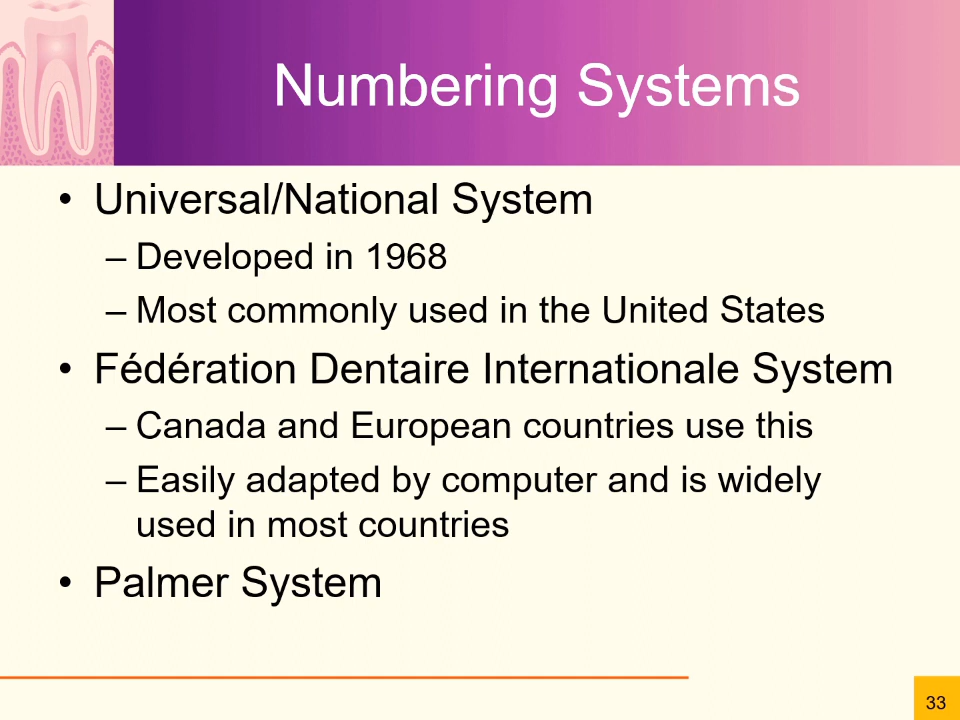 Numbering Systems
• Universal/National System
– Developed in 1968
– Most commonly used in the United States
• Fédération Dentaire Internationale System
– Canada and European countries use this
– Easily adapted by computer and is widely
used in most countries
• Palmer System
33